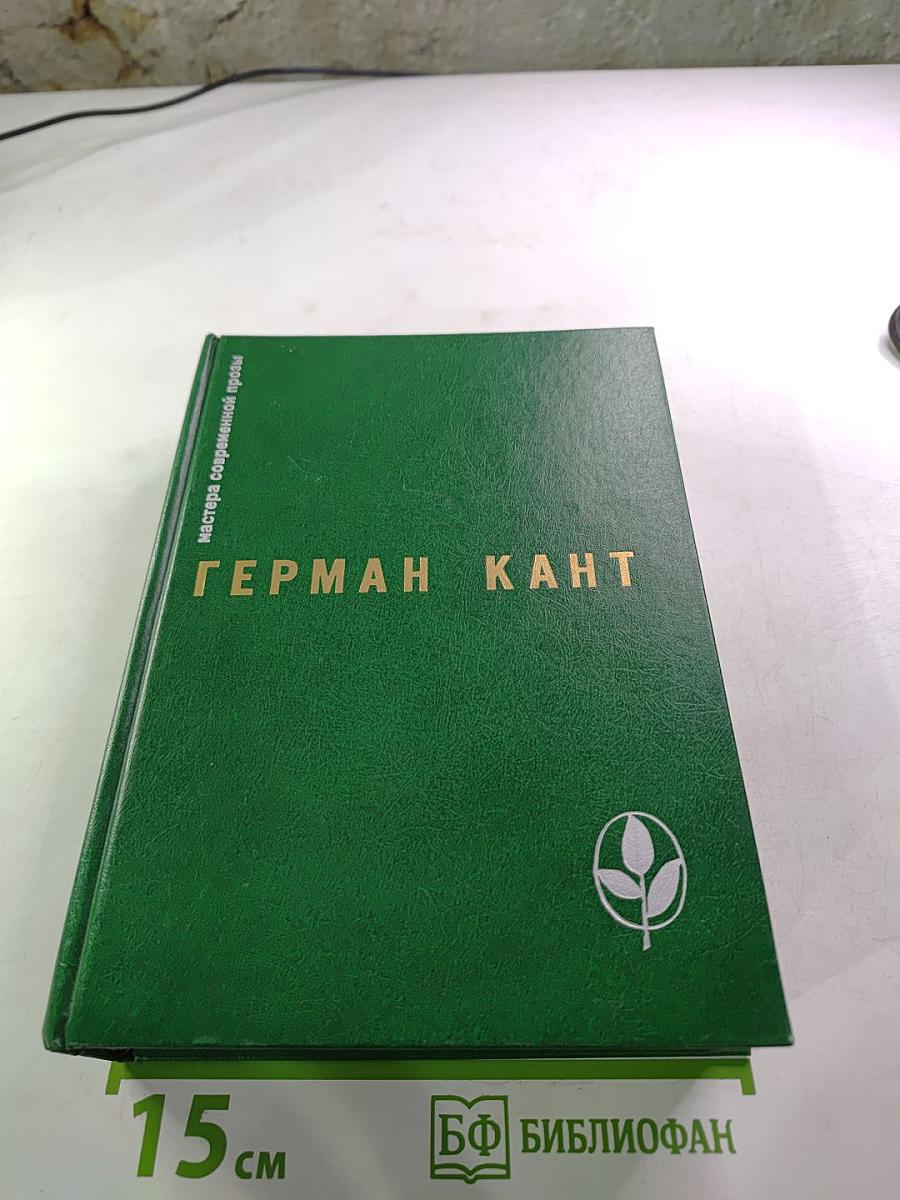 мастера современной прозы
ГЕРМАН КАНТ
15 см
БФ БИБЛИОФАН